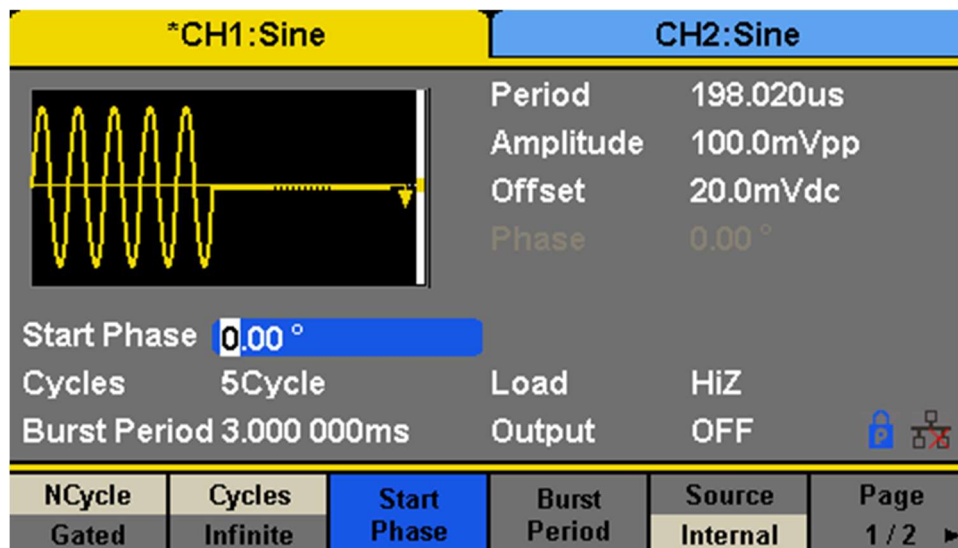 *CH1:Sine CH2:Sine
Period 198.020us
Amplitude 100.0mVpp
Offset 20.0mVdc
Phase 0.00 °
Start Phase 0.00 °
Cycles 5Cycle Load HiZ
Burst Period 3.000 000ms Output OFF
P
NCycle Cycles Start Burst Source Page
Gated Infinite Phase Period Internal 1 / 2 ►